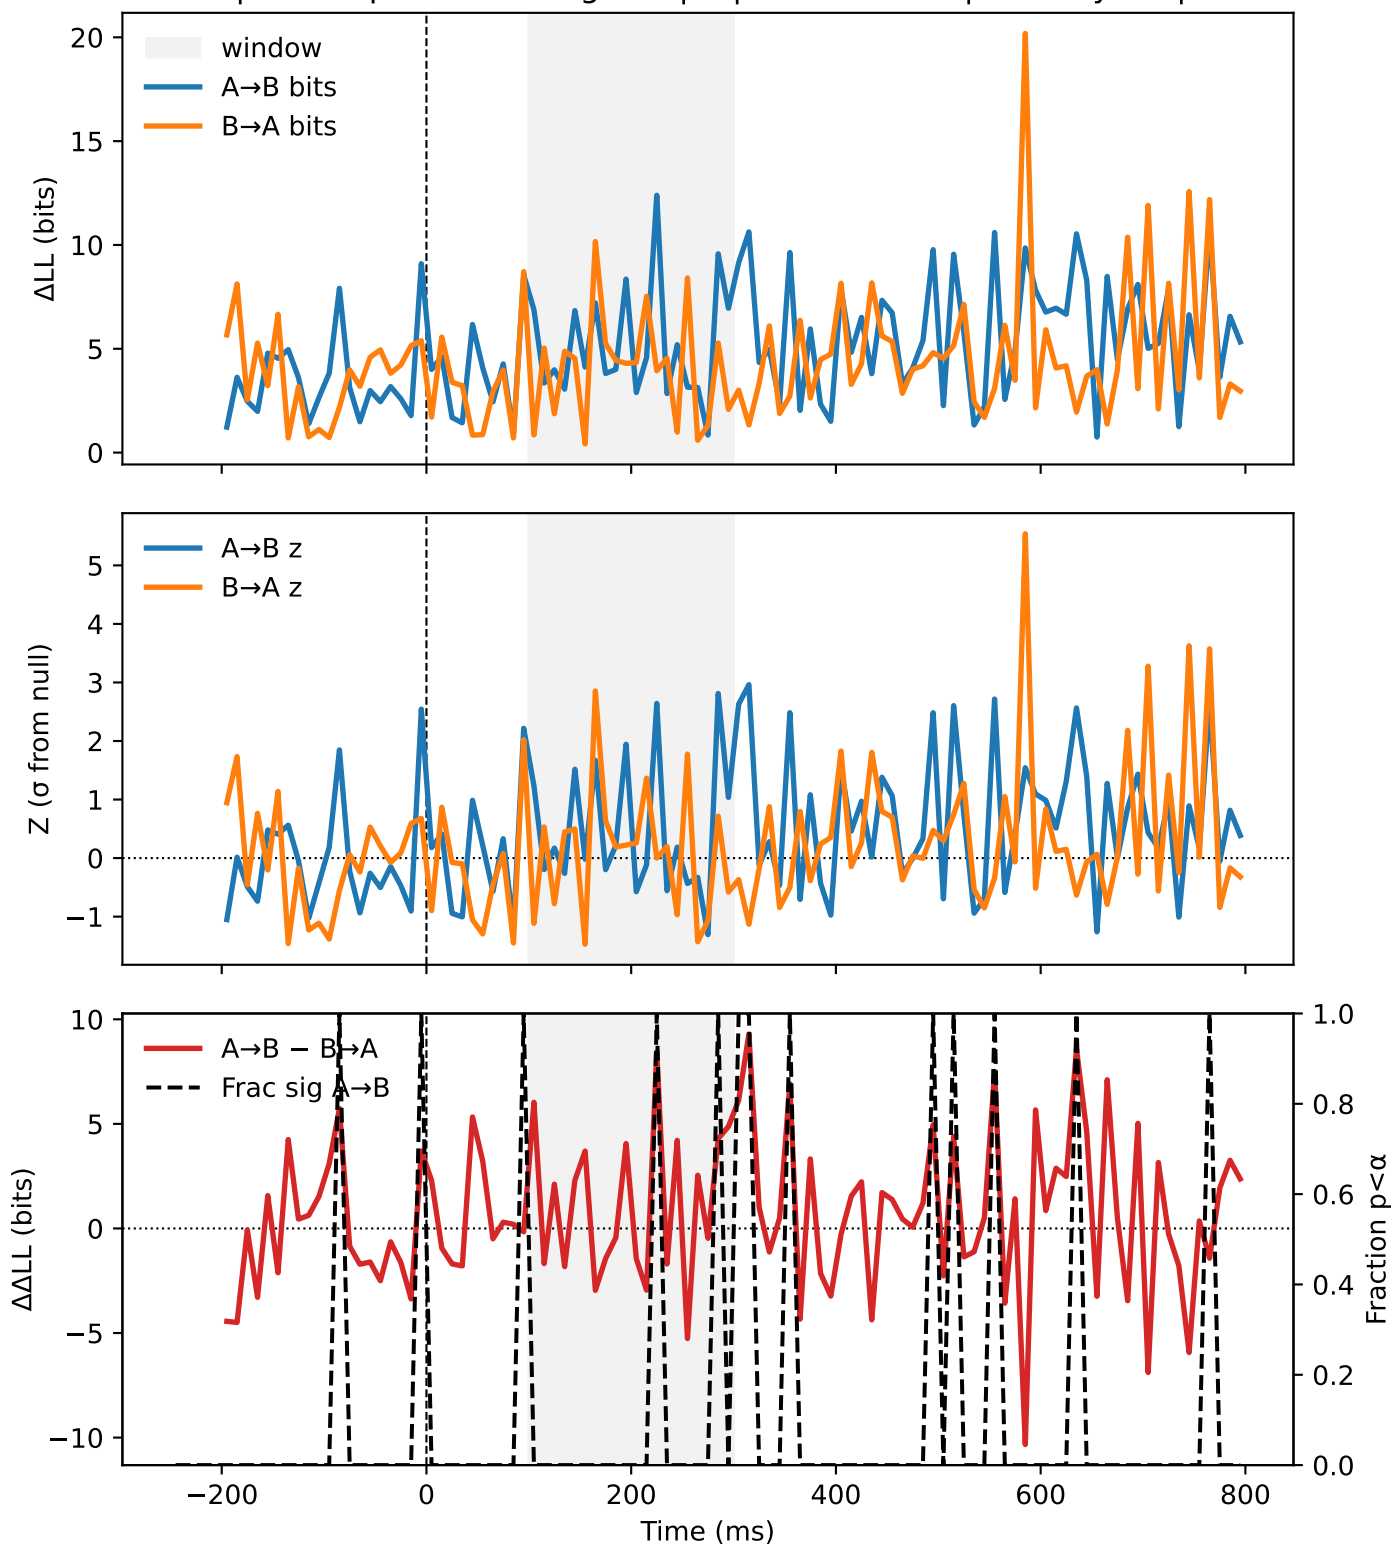 window
A→B bits
B→A bits
ΔLL (bits)
20
15
10
5
0
A→B z
B→A z
Z (σ from null)
5
4
3
2
1
0
−1
A→B − B→A
Frac sig A→B
ΔΔLL (bits)
10
5
0
−5
−10
1.0
0.8
0.6
0.4
0.2
0.0
Fraction p<α
−200
0
200
400
600
800
Time (ms)